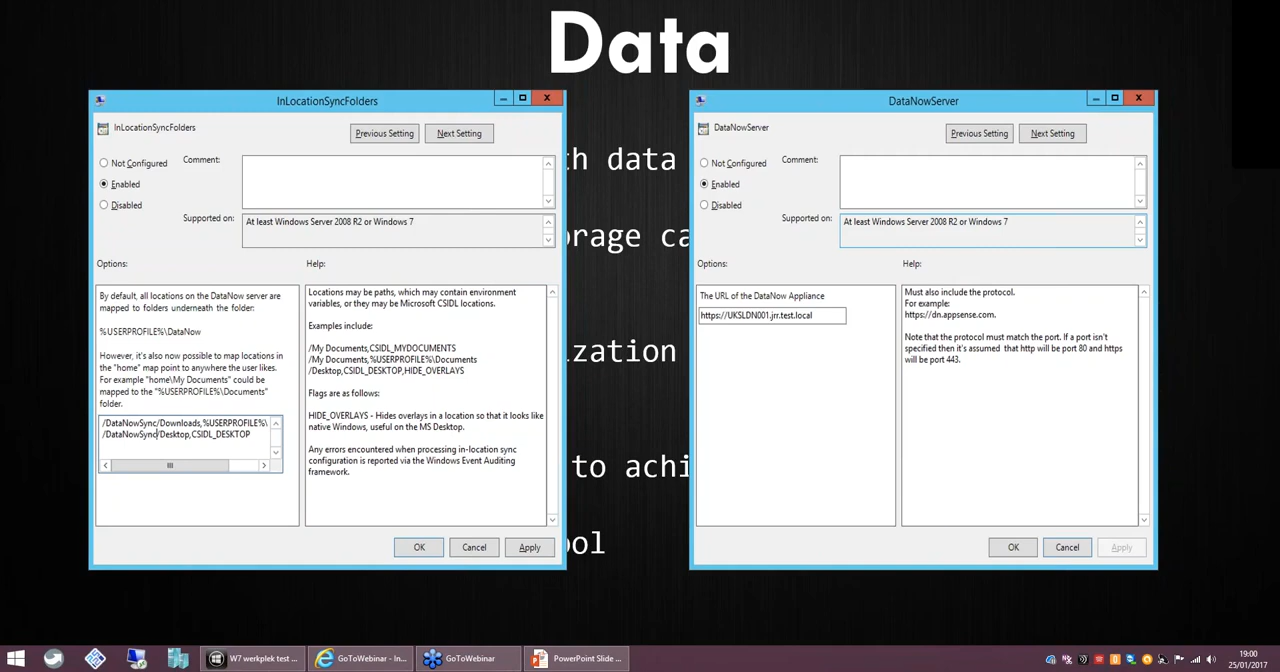 Data
InLocationSyncFolders
InLocationSyncFolders
Previous Setting
Next Setting
Not Configured
Comment:
Enabled
Disabled
Supported on:
At least Windows Server 2008 R2 or Windows 7
Options:
Help:
By default, all locations on the DataNow server are
mapped to folders underneath the folder:
%USERPROFILE%\DataNow
However, it's also now possible to map locations in
the "home" map point to anywhere the user likes.
For example "home\My Documents" could be
mapped to the "%USERPROFILE%\Documents"
folder.
/DataNowSync/Downloads,%USERPROFILE%\
/DataNowSync/Desktop,CSIDL_DESKTOP
Locations may be paths, which may contain environment
variables, or they may be Microsoft CSIDL locations.
Examples include:
/My Documents,CSIDL_MYDOCUMENTS
/My Documents,%USERPROFILE%\Documents
/Desktop,CSIDL_DESKTOP,HIDE_OVERLAYS
Flags are as follows:
HIDE_OVERLAYS - Hides overlays in a location so that it looks like
native Windows, useful on the MS Desktop.
Any errors encountered when processing in-location sync
configuration is reported via the Windows Event Auditing
framework.
OK
Cancel
Apply
th data
orage ca
ization
to achi
ool
DataNowServer
DataNowServer
Previous Setting
Next Setting
Not Configured
Comment:
Enabled
Disabled
Supported on:
At least Windows Server 2008 R2 or Windows 7
Options:
Help:
The URL of the DataNow Appliance
https://UKSLDN001.jrr.test.local
Must also include the protocol.
For example:
https://dn.appsense.com.
Note that the protocol must match the port. If a port isn't
specified then it's assumed that http will be port 80 and https
will be port 443.
OK
Cancel
Apply
W7 werkplek test ...
GoToWebinar - In...
GoToWebinar
PowerPoint Slide ...
19:00
25/01/2017